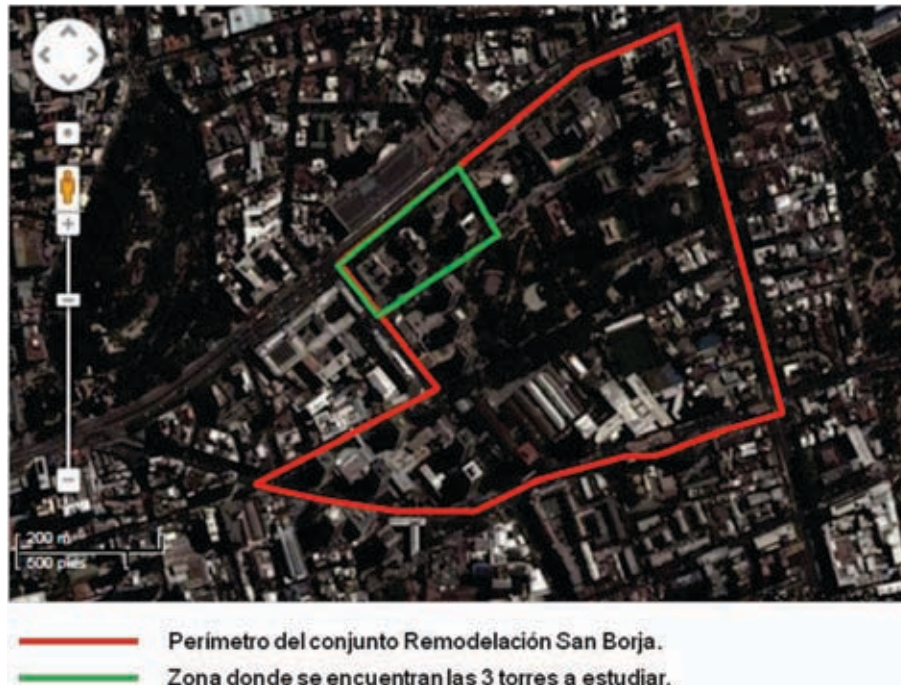 200 m
500 pies
Perímetro del conjunto Remodelación San Borja.
Zona donde se encuentran las 3 torres a estudiar.